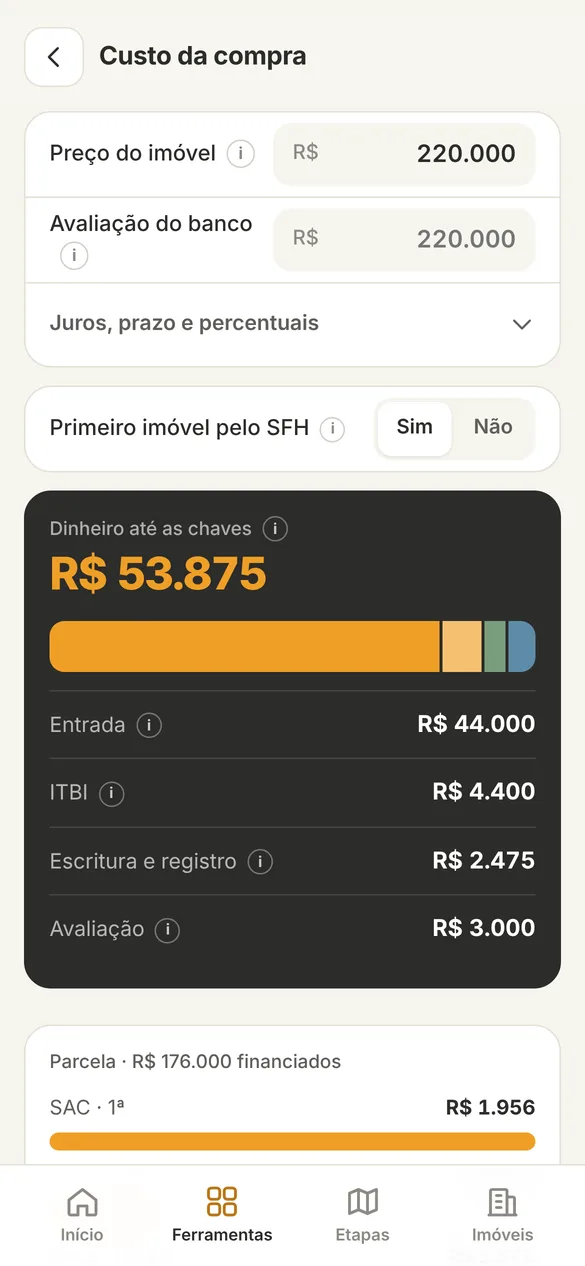 Custo da compra
Preço do imóvel i R$ 220.000
Avaliação do banco i R$ 220.000
Juros, prazo e percentuais
Primeiro imóvel pelo SFH i Sim Não
Dinheiro até as chaves i
R$ 53.875
Entrada i R$ 44.000
ITBI i R$ 4.400
Escritura e registro i R$ 2.475
Avaliação i R$ 3.000
Parcela · R$ 176.000 financiados
SAC · 1ª R$ 1.956
Início Ferramentas Etapas Imóveis